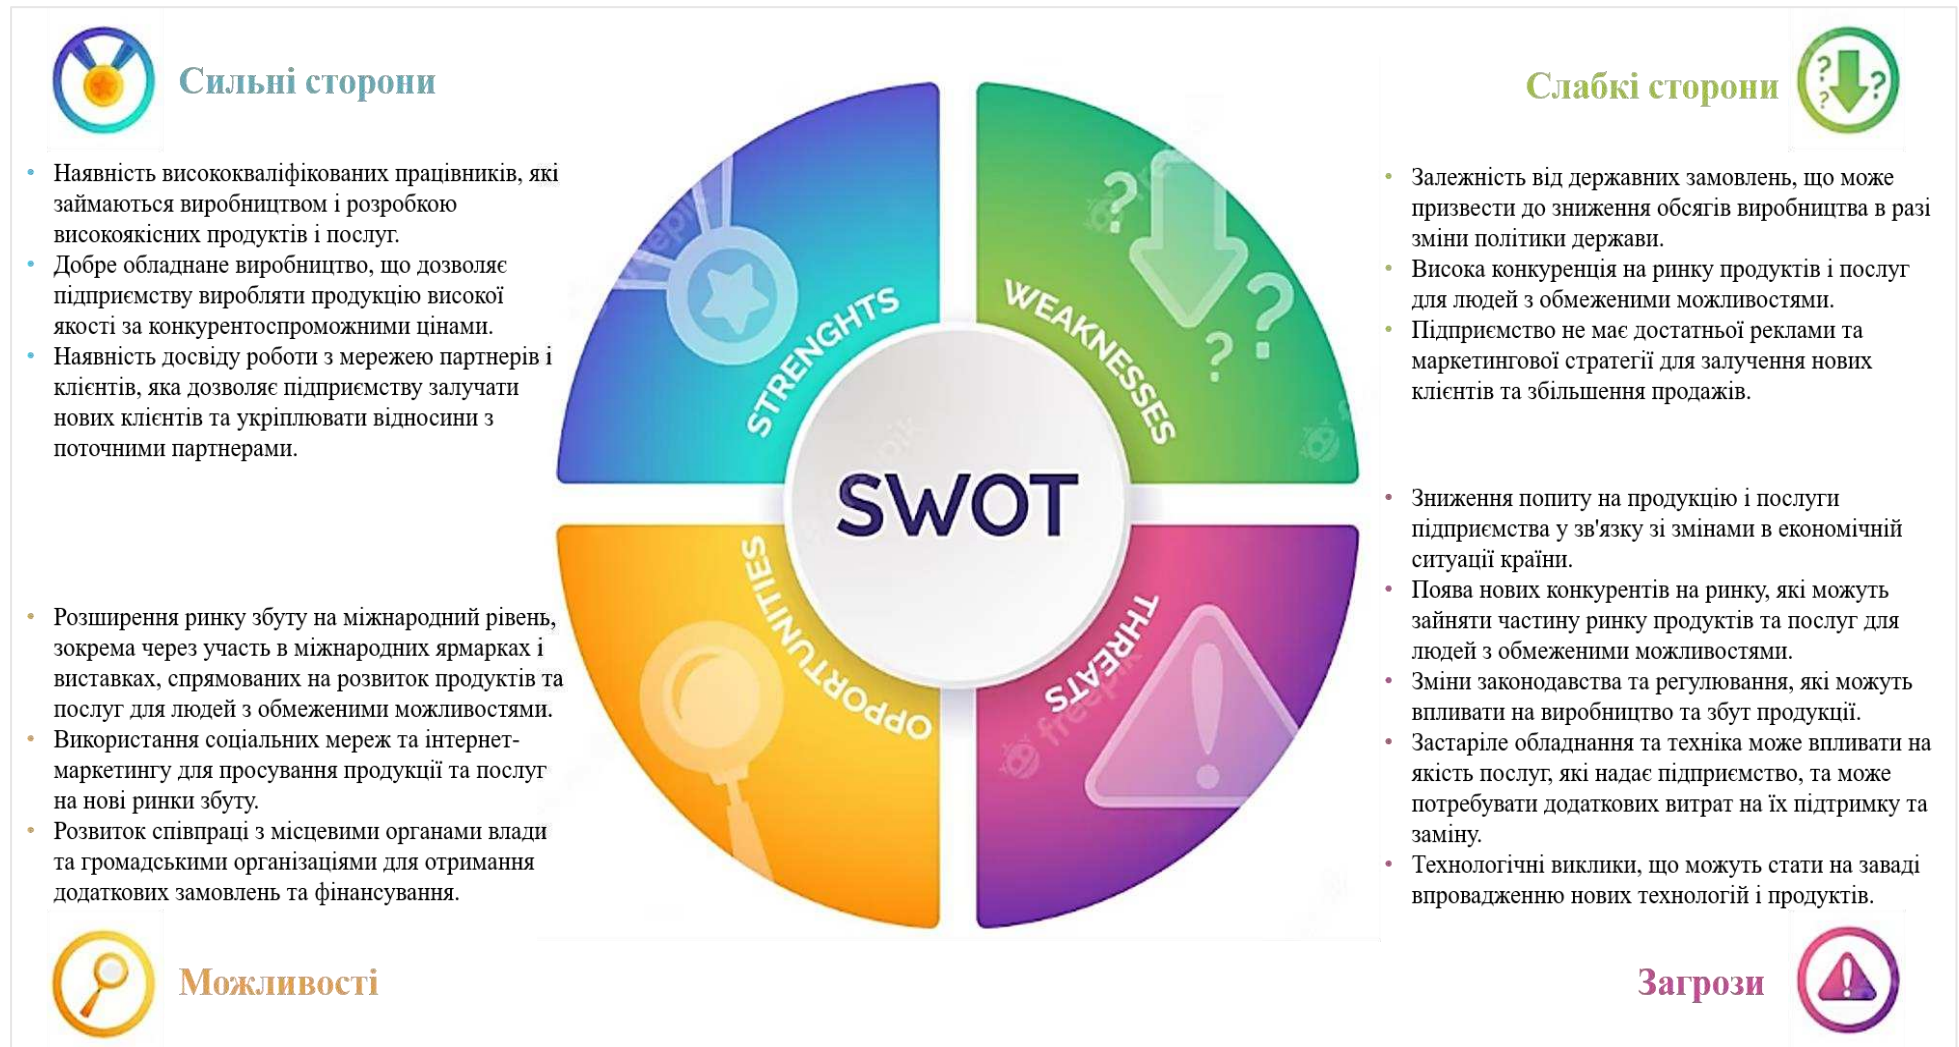 Сильні сторони
Наявність висококваліфікованих працівників, які
займаються виробництвом і розробкою
високоякісних продуктів і послуг.
Добре обладнане виробництво, що дозволяє
підприємству виробляти продукцію високої
якості за конкурентоспроможними цінами.
Наявність досвіду роботи з мережею партнерів і
клієнтів, яка дозволяє підприємству залучати
нових клієнтів та укріплювати відносини з
поточними партнерами.
Слабкі сторони
Залежність від державних замовлень, що може
призвести до зниження обсягів виробництва в разі
зміни політики держави.
Висока конкуренція на ринку продуктів і послуг
для людей з обмеженими можливостями.
Підприємство не має достатньої реклами та
маркетингової стратегії для залучення нових
клієнтів та збільшення продажів.
STRENGHTS
WEAKNESSES
SWOT
OPPORTUNITIES
THREATS
freepik
Розширення ринку збуту на міжнародний рівень,
зокрема через участь в міжнародних ярмарках і
виставках, спрямованих на розвиток продуктів та
послуг для людей з обмеженими можливостями.
Використання соціальних мереж та інтернет-
маркетингу для просування продукції та послуг
на нові ринки збуту.
Розвиток співпраці з місцевими органами влади
та громадськими організаціями для отримання
додаткових замовлень та фінансування.
Можливості
Зниження попиту на продукцію і послуги
підприємства у зв'язку зі змінами в економічній
ситуації країни.
Поява нових конкурентів на ринку, які можуть
зайняти частину ринку продуктів та послуг для
людей з обмеженими можливостями.
Зміни законодавства та регулювання, які можуть
впливати на виробництво та збут продукції.
Застаріле обладнання та техніка може впливати на
якість послуг, які надає підприємство, та може
потребувати додаткових витрат на їх підтримку та
заміну.
Технологічні виклики, що можуть стати на заваді
впровадженню нових технологій і продуктів.
Загрози